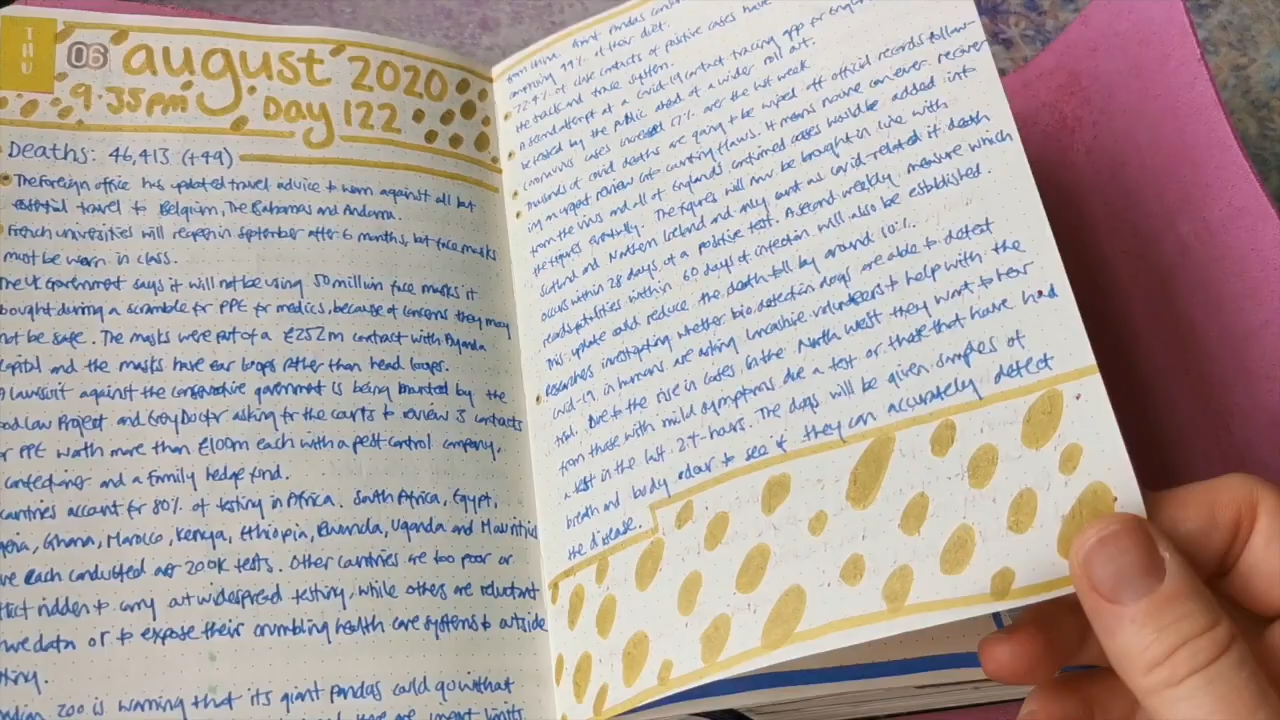 THU
06
august 2020
9.35pm
Day 122
Deaths: 46,413 (+49)
The Foreign office has updated travel advice to warn against all but
essential travel to Belgium, The Bahamas and Andorra.
French universities will reopen in september after 6 months, but face masks
must be worn in class.
The UK Government says it will not be using 50 million face masks it
bought during a scramble for PPE for medics, because of concerns they may
not be safe. The masks were part of a £252m contract with Ayanda
Capital and the masks have ear loops rather than head loops.
A lawsuit against the conservative government is being mounted by the
Good Law Project and EveryDoctor asking for the courts to review 3 contracts
for PPE worth more than £100m each with a pest control company,
confectioner and a family hedge fund.
countries account for 80% of testing in Africa. South Africa, Egypt,
Ghana, Morocco, Kenya, Ethiopia, Rwanda, Uganda and Mauritius
have each conducted over 200K tests. Other countries are too poor or
conflict ridden to carry out widespread testing, while others are reluctant
data or to expose their crumbling health care systems to outside
zoo is warning that its giant pandas could go without
import limits
from China. Giant Pandas
comprising 99% of their diet.
72.4% of close contacts of positive cases have
the track and trace system.
A second attempt at a Covid-19 contact tracing app for England
be tested by the public ahead of a wider roll out.
Coronavirus cases increased 17% over the last week
Thousands of covid deaths are going to be wiped off official records follow-
ing an urgent review into counting flaws. It means no one can ever recover
from the virus and all of Englands confirmed cases would be added into
the figures eventually. The figures will now be brought in line with
Scotland and Northern Ireland and only count as covid-related if death
occurs within 28 days of a positive test. A second, weekly measure which
reads fatalities within 60 days of infection will also be established.
This update could reduce the death toll by around 10%.
Researchers investigating whether bio detection dogs are able to detect
Covid-19 in humans are asking Lancashire volunteers to help with the
trial. Due to the rise in cases in the North West they want to hear
from those with mild symptoms due a test or those that have had
a test in the last 24-hours. The dogs will be given samples of
breath and body odour to see if they can accurately detect
the disease.